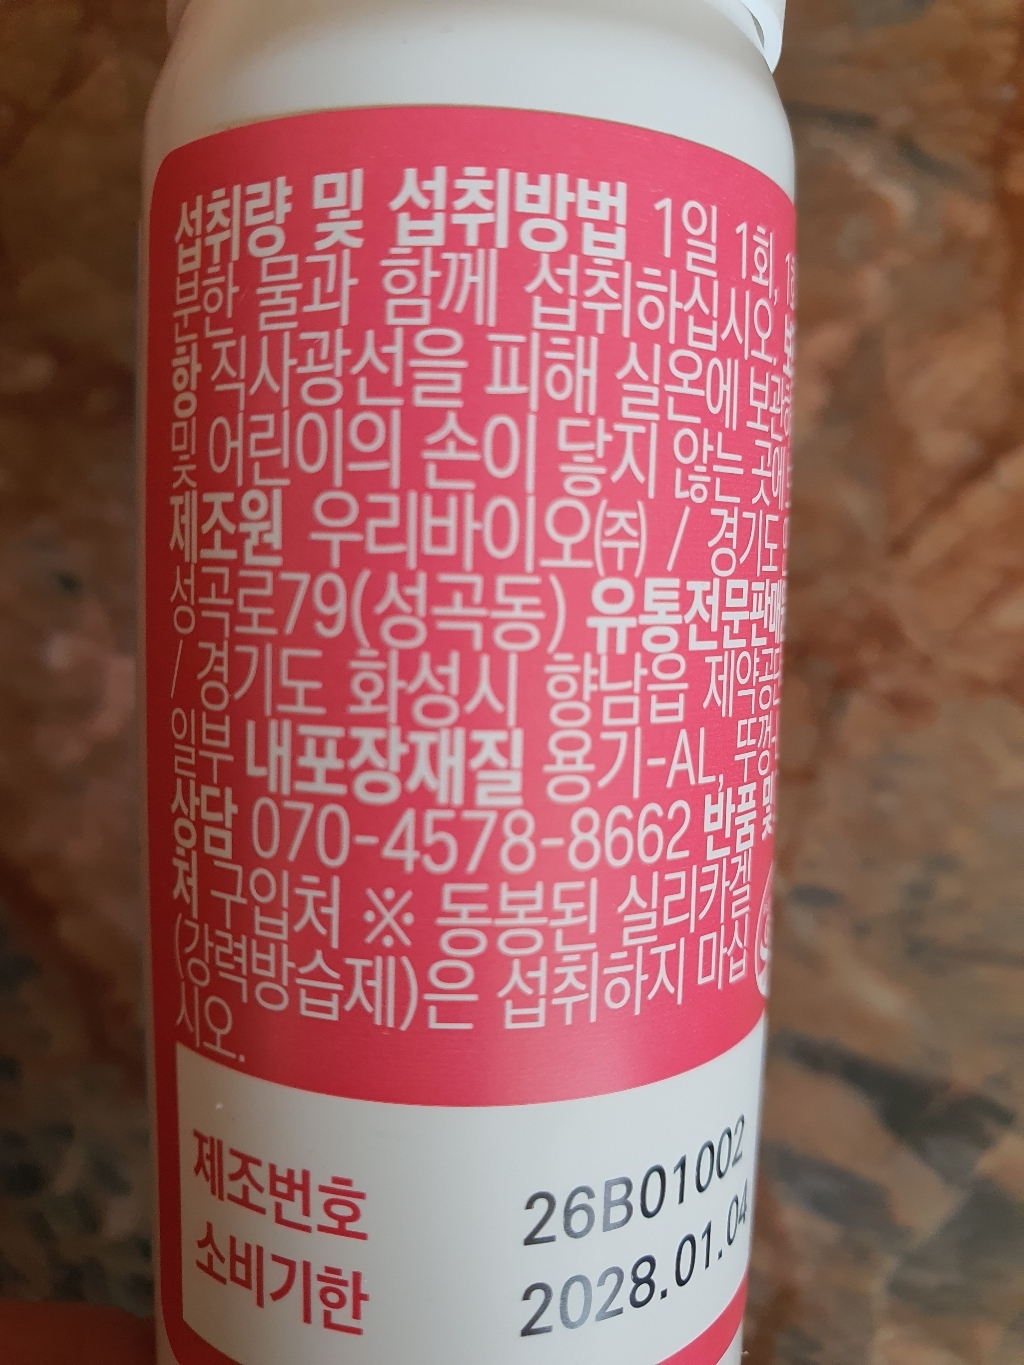 섭취량 및 섭취방법 1일 1회,
분한 물과 함께 섭취하십시오.
항 직사광선을 피해 실온에 보관
및 어린이의 손이 닿지 않는 곳에
제조원 우리바이오㈜ / 경기도
성곡로79(성곡동) 유통전문판매원
/ 경기도 화성시 향남읍 제약공단
일부 내포장재질 용기-AL, 뚜껑-
상담 070-4578-8662 반품 및
처 구입처 ※ 동봉된 실리카겔
(강력방습제)은 섭취하지 마십
시오.
제조번호 26B01002
소비기한 2028.01.04